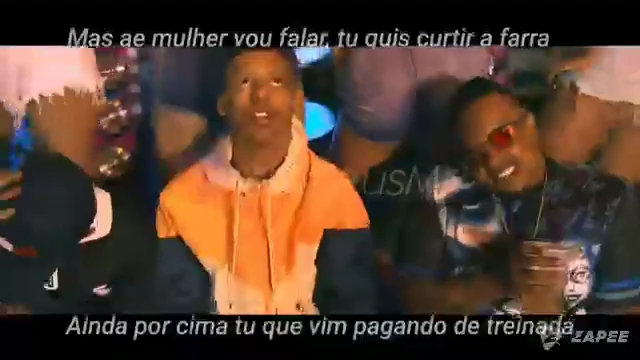 Mas ae mulher vou falar, tu quis curtir a farra
Ainda por cima tu que vim pagando de treinada
ZAPEE